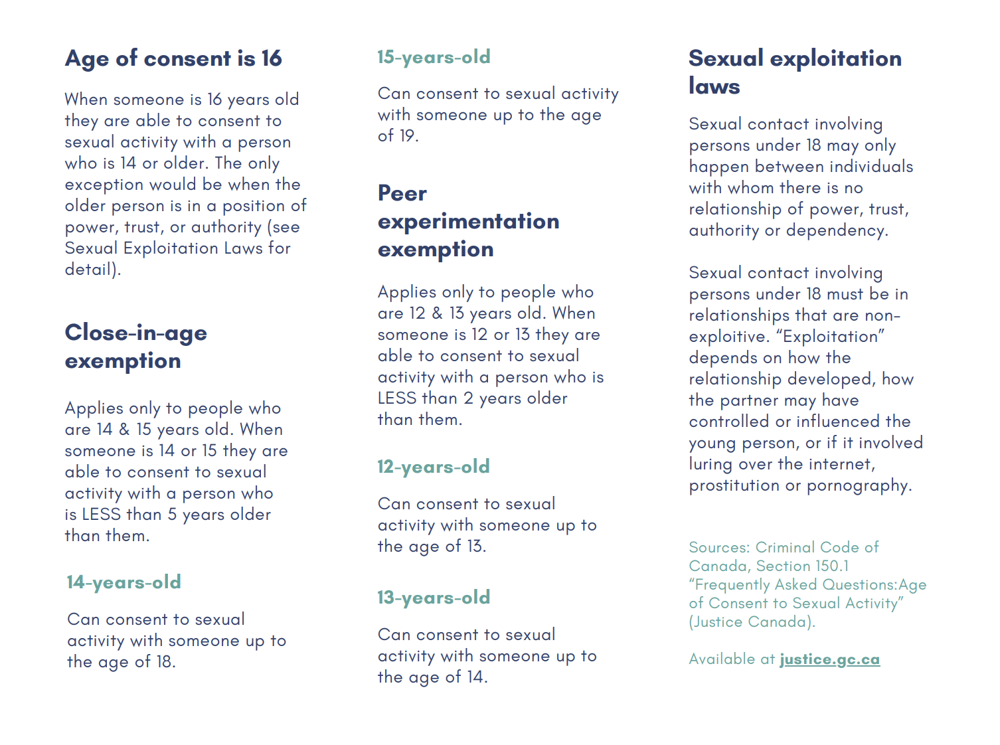 Age of consent is 16
When someone is 16 years old
they are able to consent to
sexual activity with a person
who is 14 or older. The only
exception would be when the
older person is in a position of
power, trust, or authority (see
Sexual Exploitation Laws for
detail).
Close-in-age
exemption
Applies only to people who
are 14 & 15 years old. When
someone is 14 or 15 they are
able to consent to sexual
activity with a person who
is LESS than 5 years older
than them.
14-years-old
Can consent to sexual
activity with someone up to
the age of 18.
15-years-old
Can consent to sexual activity
with someone up to the age
of 19.
Peer
experimentation
exemption
Applies only to people who
are 12 & 13 years old. When
someone is 12 or 13 they are
able to consent to sexual
activity with a person who is
LESS than 2 years older
than them.
12-years-old
Can consent to sexual
activity with someone up to
the age of 13.
13-years-old
Can consent to sexual
activity with someone up to
the age of 14.
Sexual exploitation
laws
Sexual contact involving
persons under 18 may only
happen between individuals
with whom there is no
relationship of power, trust,
authority or dependency.
Sexual contact involving
persons under 18 must be in
relationships that are non-
exploitive. “Exploitation”
depends on how the
relationship developed, how
the partner may have
controlled or influenced the
young person, or if it involved
luring over the internet,
prostitution or pornography.
Sources: Criminal Code of
Canada, Section 150.1
“Frequently Asked Questions:Age
of Consent to Sexual Activity”
(Justice Canada).
Available at justice.gc.ca